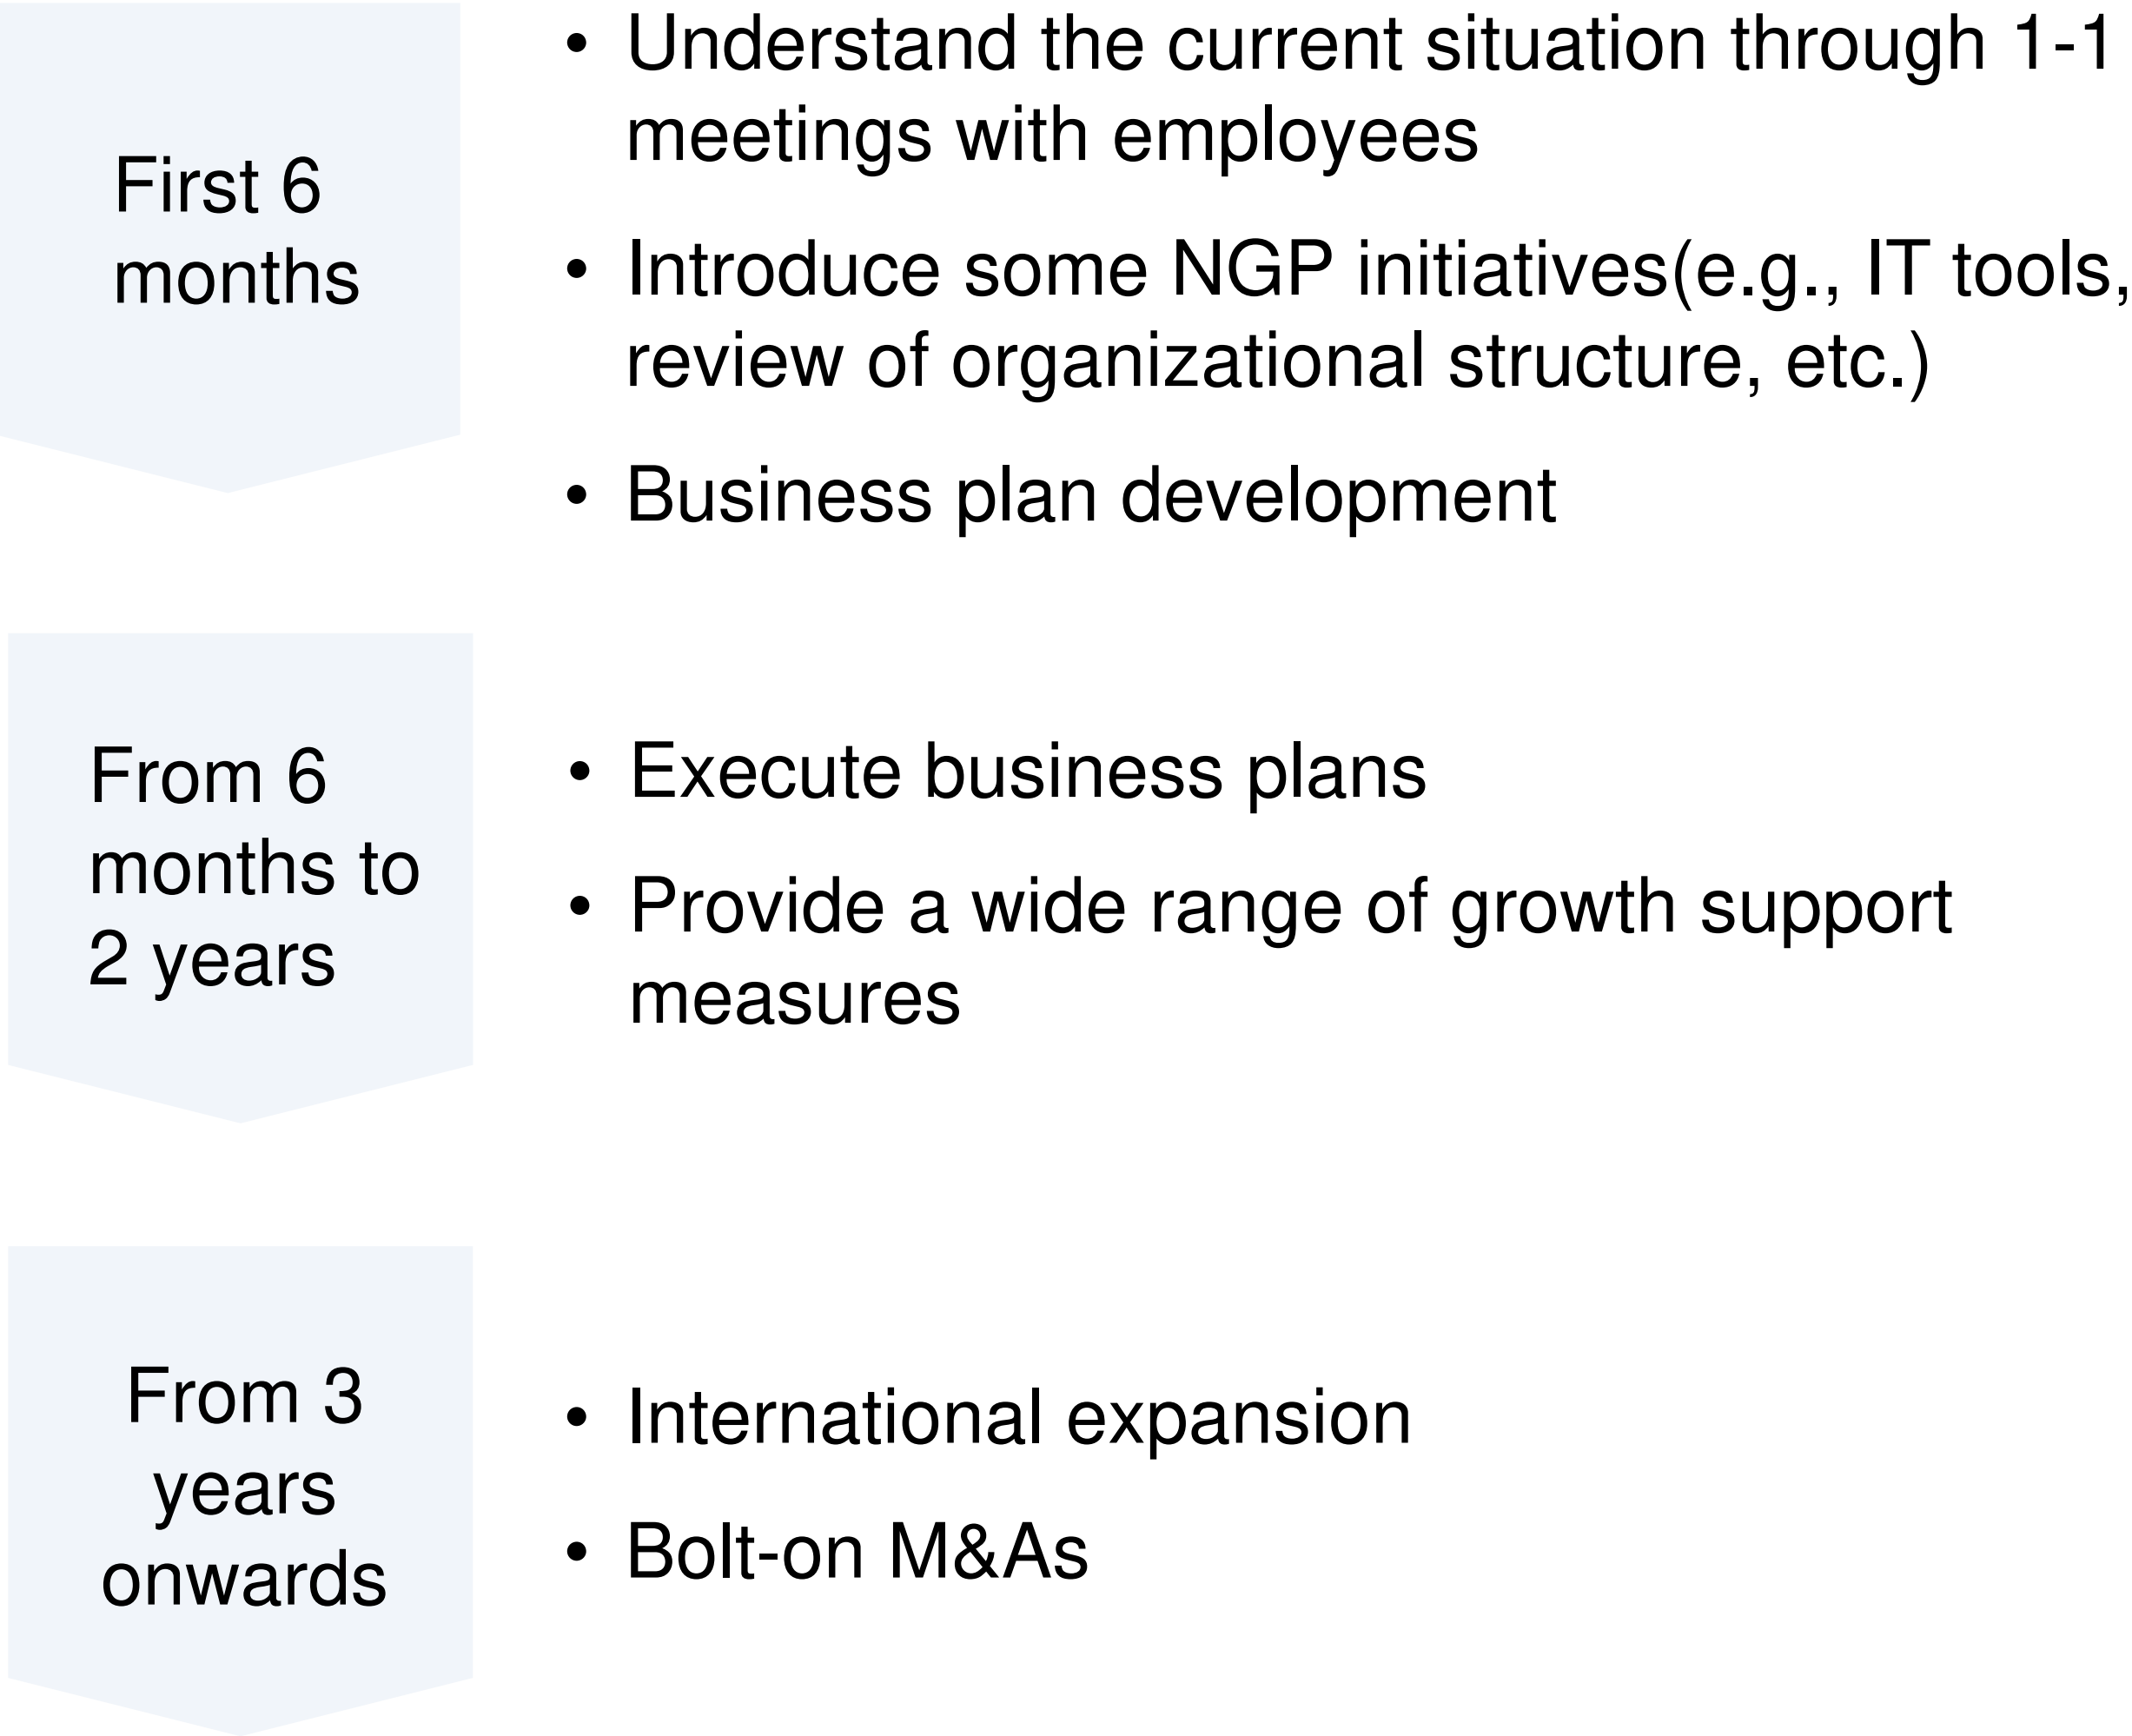 First 6
months
• Understand the current situation through 1-1
meetings with employees
• Introduce some NGP initiatives(e.g., IT tools,
review of organizational structure, etc.)
• Business plan development
From 6
months to
2 years
• Execute business plans
• Provide a wide range of growth support
measures
From 3
years
onwards
• International expansion
• Bolt-on M&As